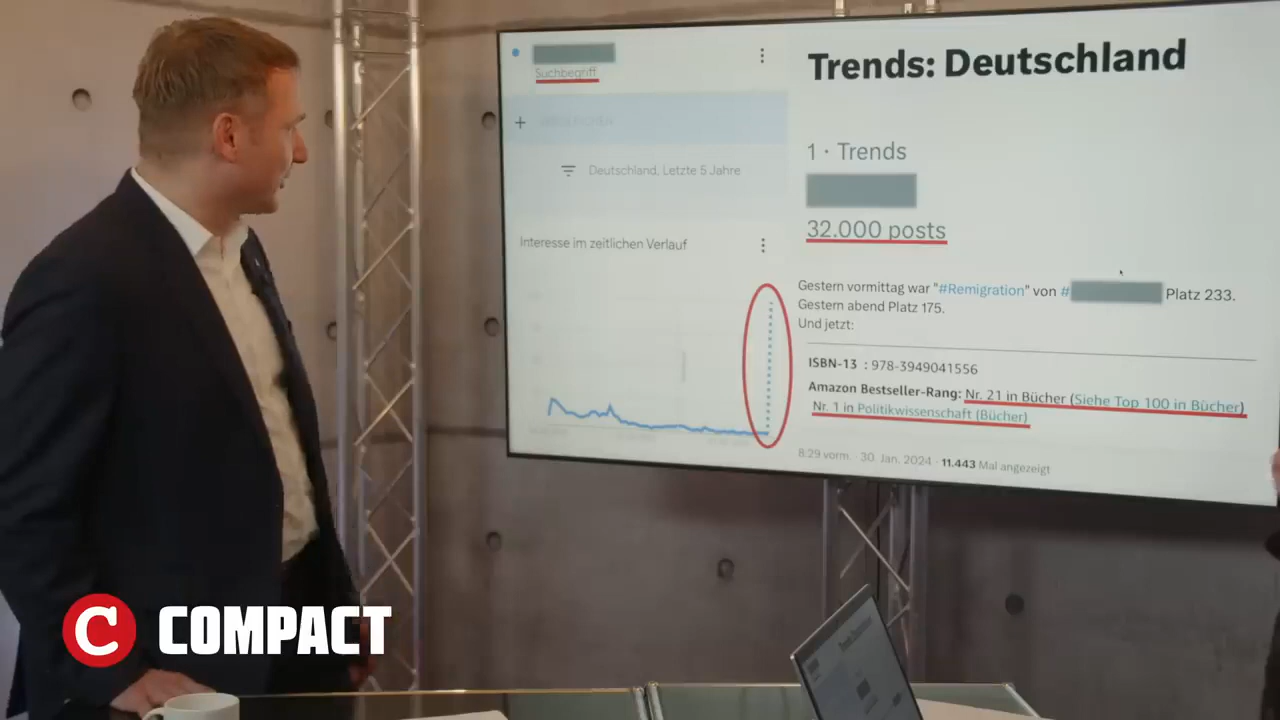 Suchbegriff
+ VERGLEICHEN
Deutschland, Letzte 5 Jahre
Interesse im zeitlichen Verlauf
Trends: Deutschland
1 · Trends
32.000 posts
Gestern vormittag war "#Remigration" von # Platz 233.
Gestern abend Platz 175.
Und jetzt:
ISBN-13 : 978-3949041556
Amazon Bestseller-Rang: Nr. 21 in Bücher (Siehe Top 100 in Bücher)
Nr. 1 in Politikwissenschaft (Bücher)
8:29 vorm. · 30. Jan. 2024 · 11.443 Mal angezeigt
C COMPACT